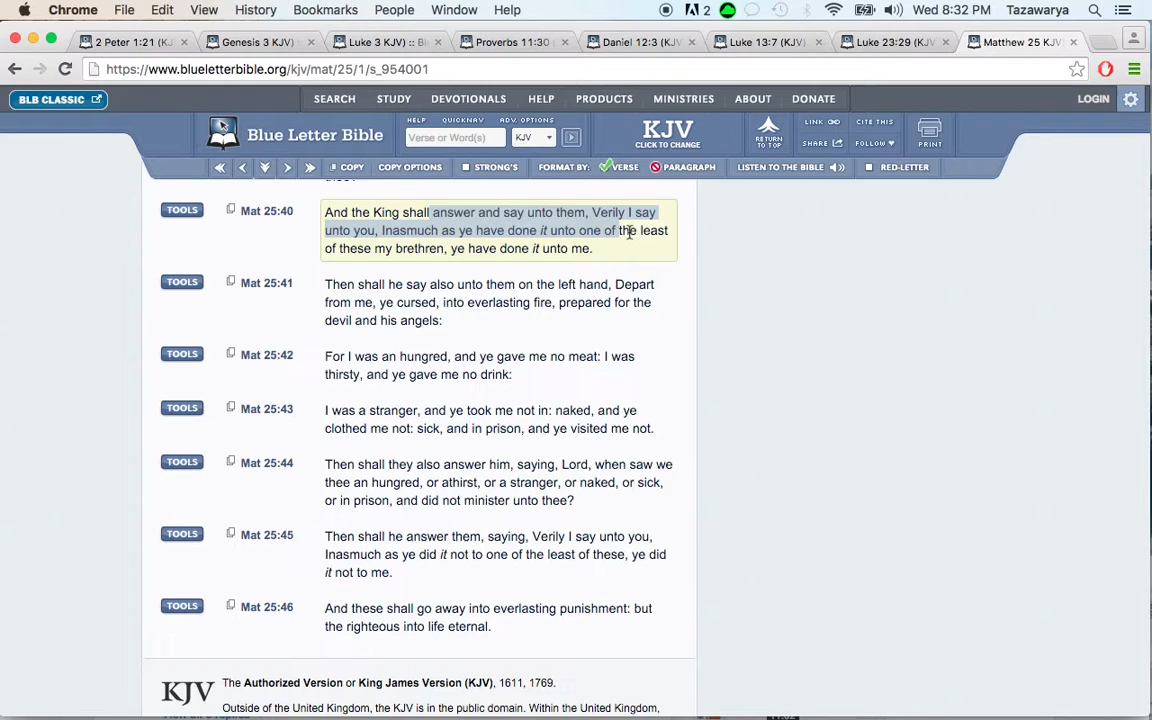 Chrome File Edit View History Bookmarks People Window Help 2 Wed 8:32 PM Tazawarya
2 Peter 1:21 (KJ Genesis 3 KJV) Luke 3 KJV) :: Bl Proverbs 11:30 Daniel 12:3 (KJ Luke 13:7 (KJV) Luke 23:29 (KJV Matthew 25 KJV
https://www.blueletterbible.org/kjv/mat/25/1/s_954001
BLB CLASSIC SEARCH STUDY DEVOTIONALS HELP PRODUCTS MINISTRIES ABOUT DONATE LOGIN
Blue Letter Bible
HELP QUICKNAV ADV. OPTIONS
Verse or Word(s) KJV
KJV
CLICK TO CHANGE
RETURN
TO TOP
LINK CITE THIS
SHARE FOLLOW
PRINT
COPY COPY OPTIONS STRONG'S FORMAT BY: VERSE PARAGRAPH LISTEN TO THE BIBLE RED-LETTER
TOOLS Mat 25:40 And the King shall answer and say unto them, Verily I say
unto you, Inasmuch as ye have done it unto one of the least
of these my brethren, ye have done it unto me.
TOOLS Mat 25:41 Then shall he say also unto them on the left hand, Depart
from me, ye cursed, into everlasting fire, prepared for the
devil and his angels:
TOOLS Mat 25:42 For I was an hungred, and ye gave me no meat: I was
thirsty, and ye gave me no drink:
TOOLS Mat 25:43 I was a stranger, and ye took me not in: naked, and ye
clothed me not: sick, and in prison, and ye visited me not.
TOOLS Mat 25:44 Then shall they also answer him, saying, Lord, when saw we
thee an hungred, or athirst, or a stranger, or naked, or sick,
or in prison, and did not minister unto thee?
TOOLS Mat 25:45 Then shall he answer them, saying, Verily I say unto you,
Inasmuch as ye did it not to one of the least of these, ye did
it not to me.
TOOLS Mat 25:46 And these shall go away into everlasting punishment: but
the righteous into life eternal.
KJV The Authorized Version or King James Version (KJV), 1611, 1769.
Outside of the United Kingdom, the KJV is in the public domain. Within the United Kingdom,